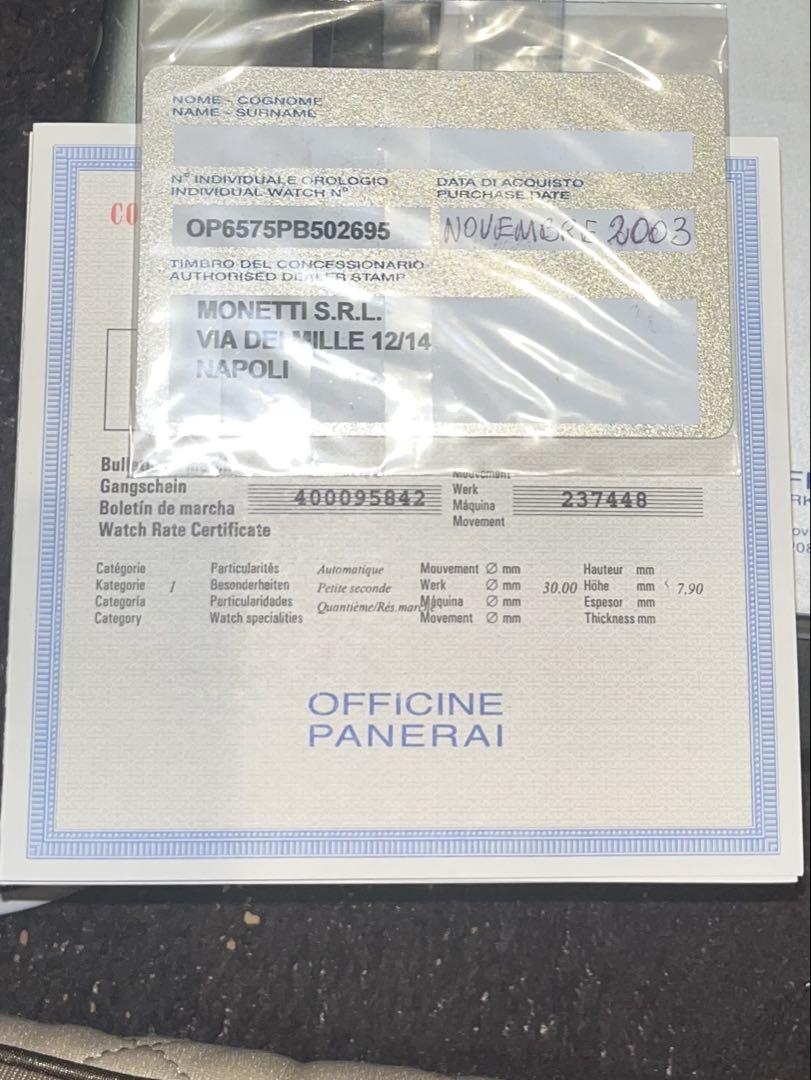 NOME - COGNOME
NAME - SURNAME
N° INDIVIDUALE OROLOGIO
INDIVIDUAL WATCH N°
DATA DI ACQUISTO
PURCHASE DATE
OP6575PB502695
NOVEMBRE 2003
TIMBRO DEL CONCESSIONARIO
AUTHORISED DEALER STAMP
MONETTI S.R.L.
VIA DEI MILLE 12/14
NAPOLI
CO
Gangschein
Boletín de marcha
Watch Rate Certificate
400095842
Mouvement
Werk
Máquina
Movement
237448
Catégorie
Kategorie
Categoría
Category
1
Particularités
Besonderheiten
Particularidades
Watch specialities
Automatique
Petite seconde
Quantième/Rés.marche
Mouvement Ø mm
Werk Ø mm
Máquina Ø mm
Movement Ø mm
30.00
Hauteur mm
Höhe mm
Espesor mm
Thickness mm
7.90
OFFICINE
PANERAI